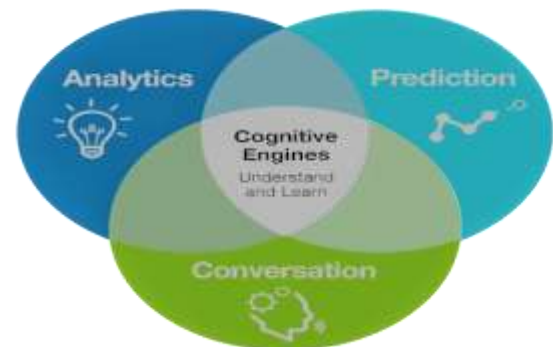 Analytics
Prediction
Cognitive
Engines
Understand
and Learn
Conversation